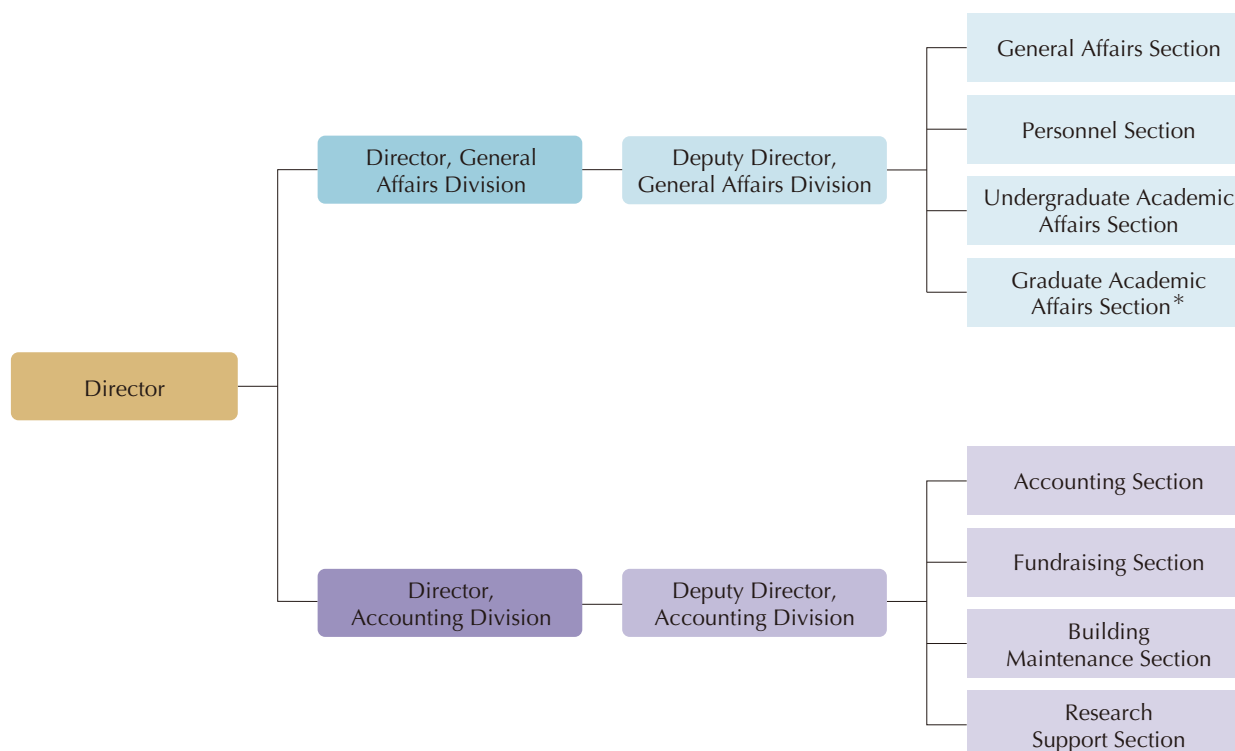 Director
Director, General
Affairs Division
Deputy Director,
General Affairs Division
General Affairs Section
Personnel Section
Undergraduate Academic
Affairs Section
Graduate Academic
Affairs Section*
Director,
Accounting Division
Deputy Director,
Accounting Division
Accounting Section
Fundraising Section
Building
Maintenance Section
Research
Support Section